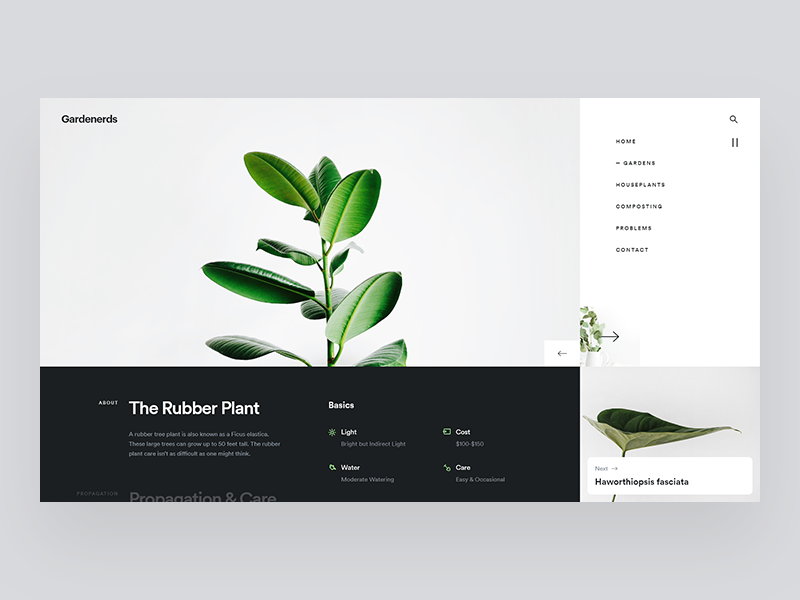 Gardenerds
HOME
– GARDENS
HOUSEPLANTS
COMPOSTING
PROBLEMS
CONTACT
ABOUT
The Rubber Plant
A rubber tree plant is also known as a Ficus elastica.
These large trees can grow up to 50 feet tall. The rubber
plant care isn't as difficult as one might think.
Basics
Light
Bright but Indirect Light
Cost
$100-$150
Water
Moderate Watering
Care
Easy & Occasional
PROPAGATION
Propagation & Care
Next →
Haworthiopsis fasciata